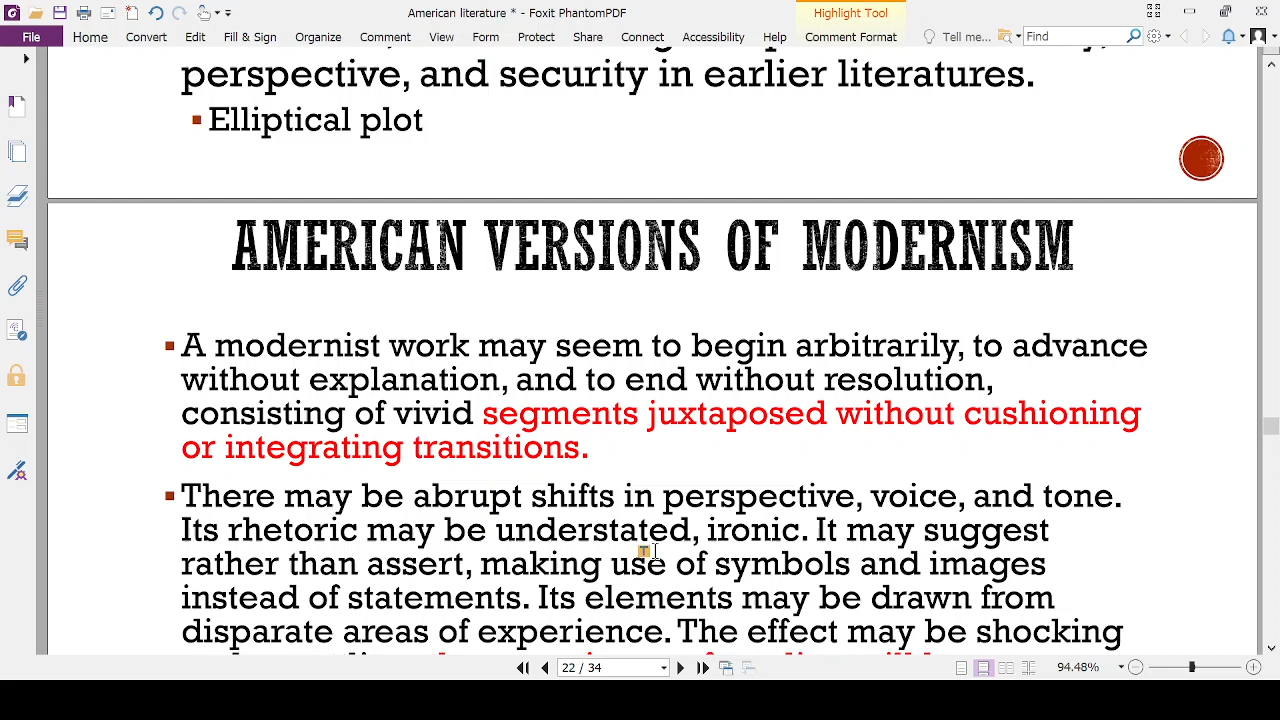 American literature * - Foxit PhantomPDF
Highlight Tool
File Home Convert Edit Fill & Sign Organize Comment View Form Protect Share Connect Accessibility Help Comment Format Tell me... Find
perspective, and security in earlier literatures.
Elliptical plot
AMERICAN VERSIONS OF MODERNISM
A modernist work may seem to begin arbitrarily, to advance
without explanation, and to end without resolution,
consisting of vivid segments juxtaposed without cushioning
or integrating transitions.
There may be abrupt shifts in perspective, voice, and tone.
Its rhetoric may be understated, ironic. It may suggest
rather than assert, making use of symbols and images
instead of statements. Its elements may be drawn from
disparate areas of experience. The effect may be shocking
22 / 34
94.48%